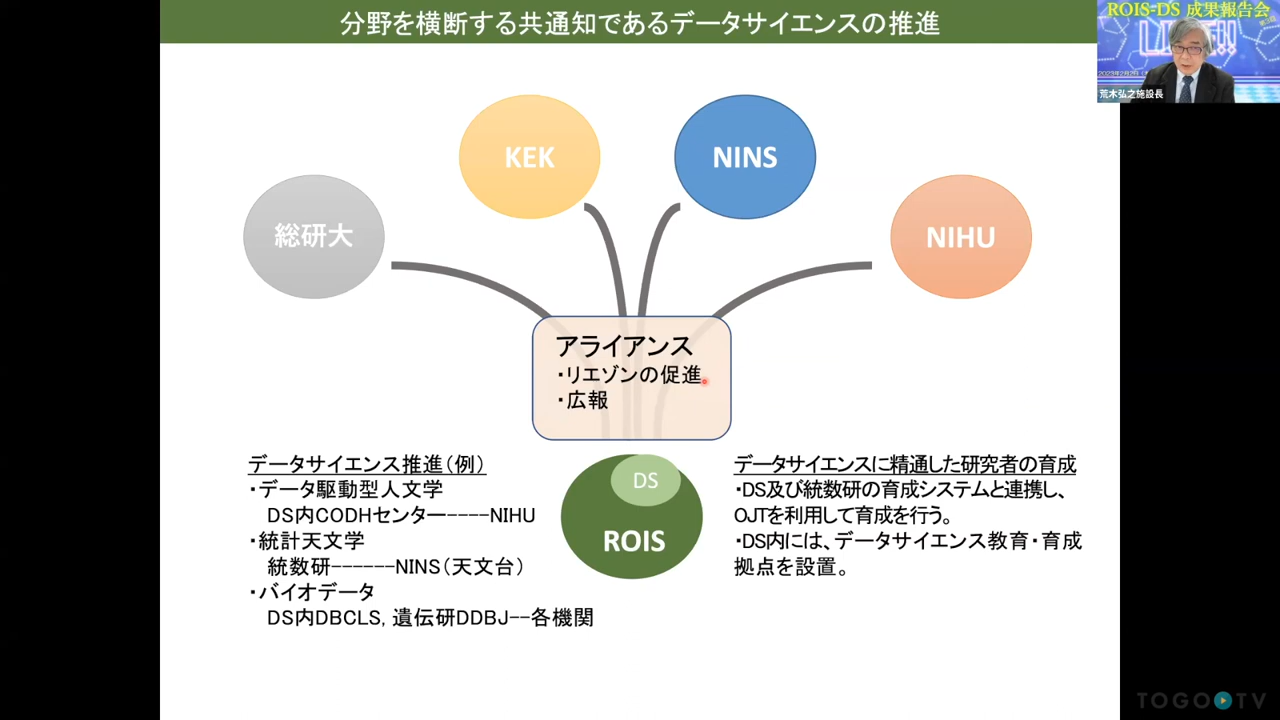 分野を横断する共通知であるデータサイエンスの推進
ROIS-DS 成果報告会
LIVE!!
2023年2月2日
荒木弘之施設長
KEK
NINS
総研大
NIHU
アライアンス
・リエゾンの促進
・広報
DS
ROIS
データサイエンス推進(例)
・データ駆動型人文学
DS内CODHセンター----NIHU
・統計天文学
統数研------NINS(天文台)
・バイオデータ
DS内DBCLS, 遺伝研DDBJ--各機関
データサイエンスに精通した研究者の育成
・DS及び統数研の育成システムと連携し、
OJTを利用して育成を行う。
・DS内には、データサイエンス教育・育成
拠点を設置。
TOGO TV